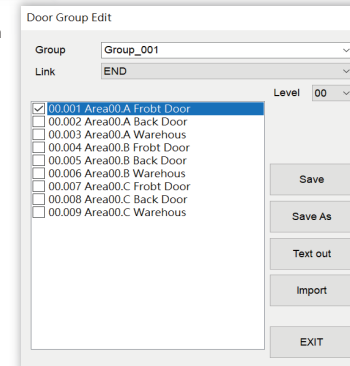 Door Group Edit
Group Group_001
Link END
Level 00
00.001 Area00.A Frobt Door
00.002 Area00.A Back Door
00.003 Area00.A Warehous
00.004 Area00.B Frobt Door
00.005 Area00.B Back Door
00.006 Area00.B Warehous
00.007 Area00.C Frobt Door
00.008 Area00.C Back Door
00.009 Area00.C Warehous
Save
Save As
Text out
Import
EXIT